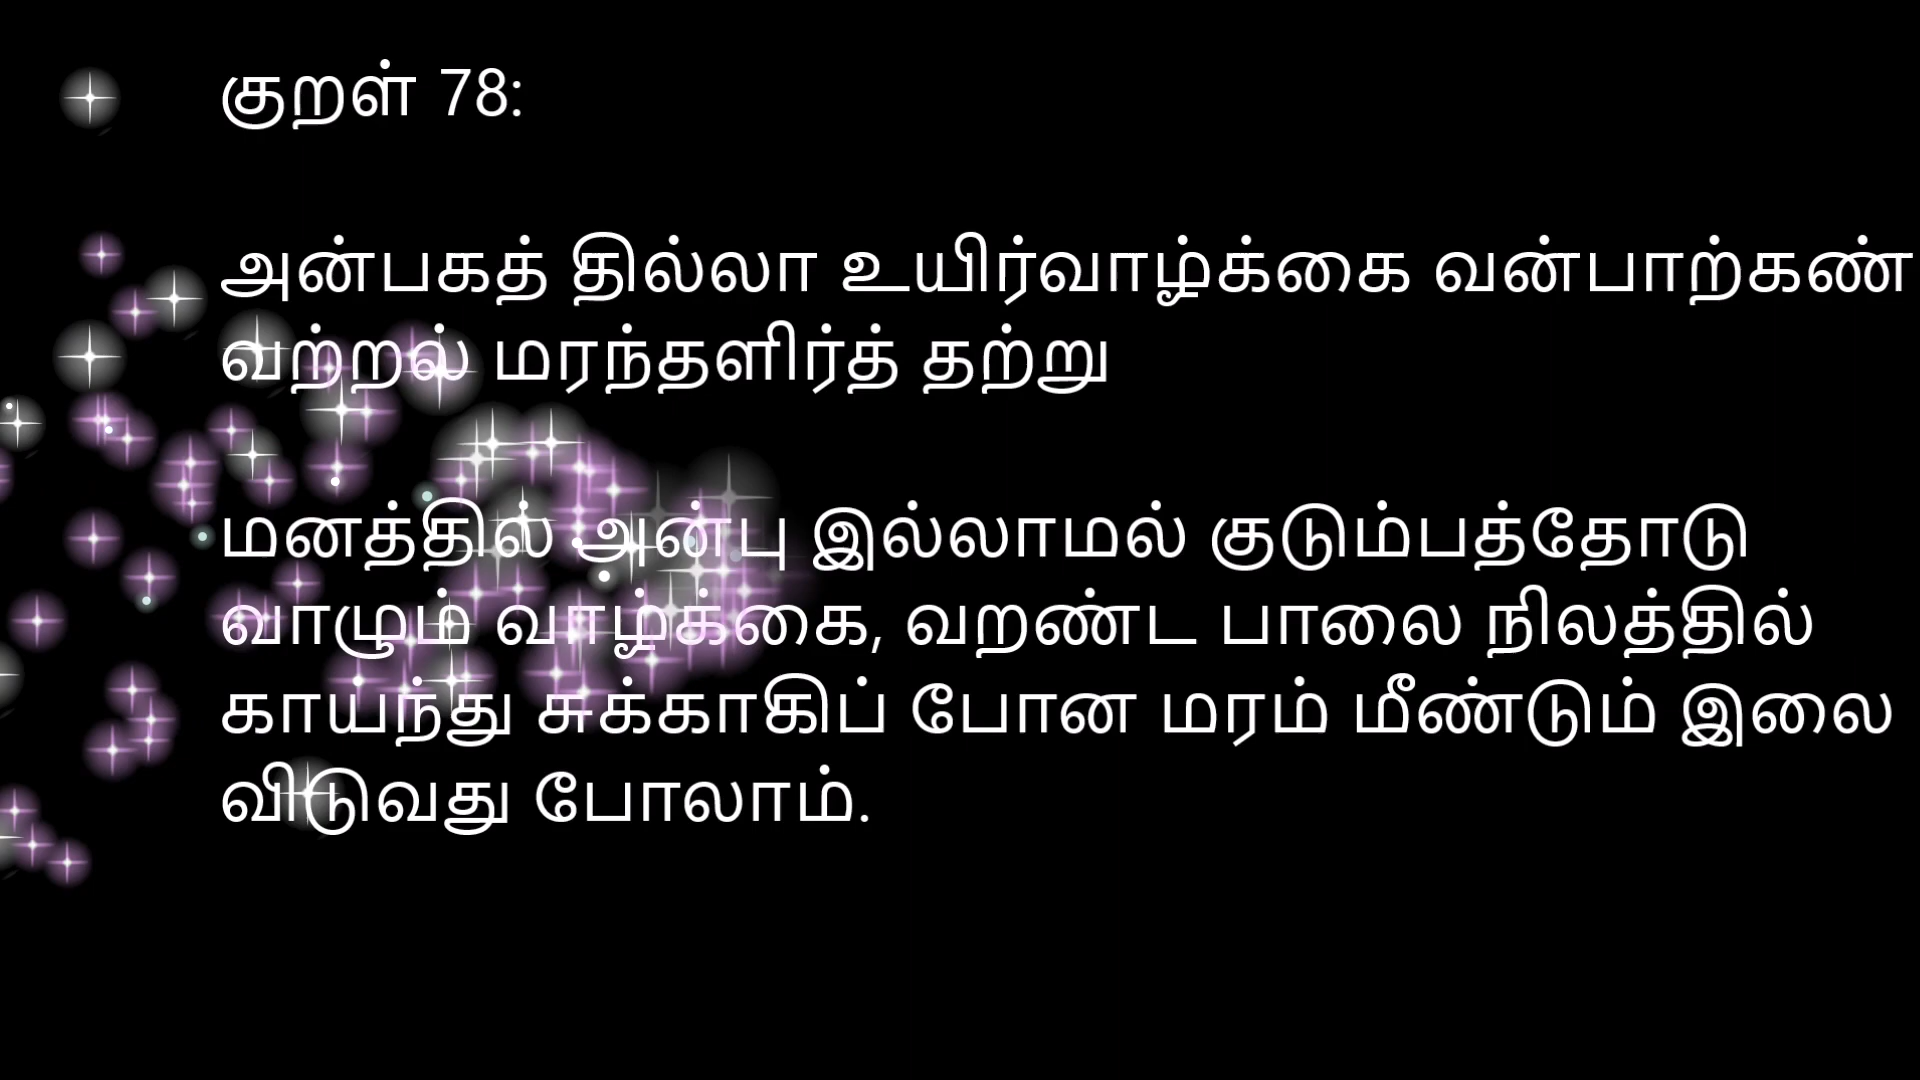 குறள் 78:
அன்பகத் தில்லா உயிர்வாழ்க்கை வன்பாற்கண்
வற்றல் மரந்தளிர்த் தற்று
மனத்தில் அன்பு இல்லாமல் குடும்பத்தோடு
வாழும் வாழ்க்கை, வறண்ட பாலை நிலத்தில்
காய்ந்து சுக்காகிப் போன மரம் மீண்டும் இலை
விடுவது போலாம்.